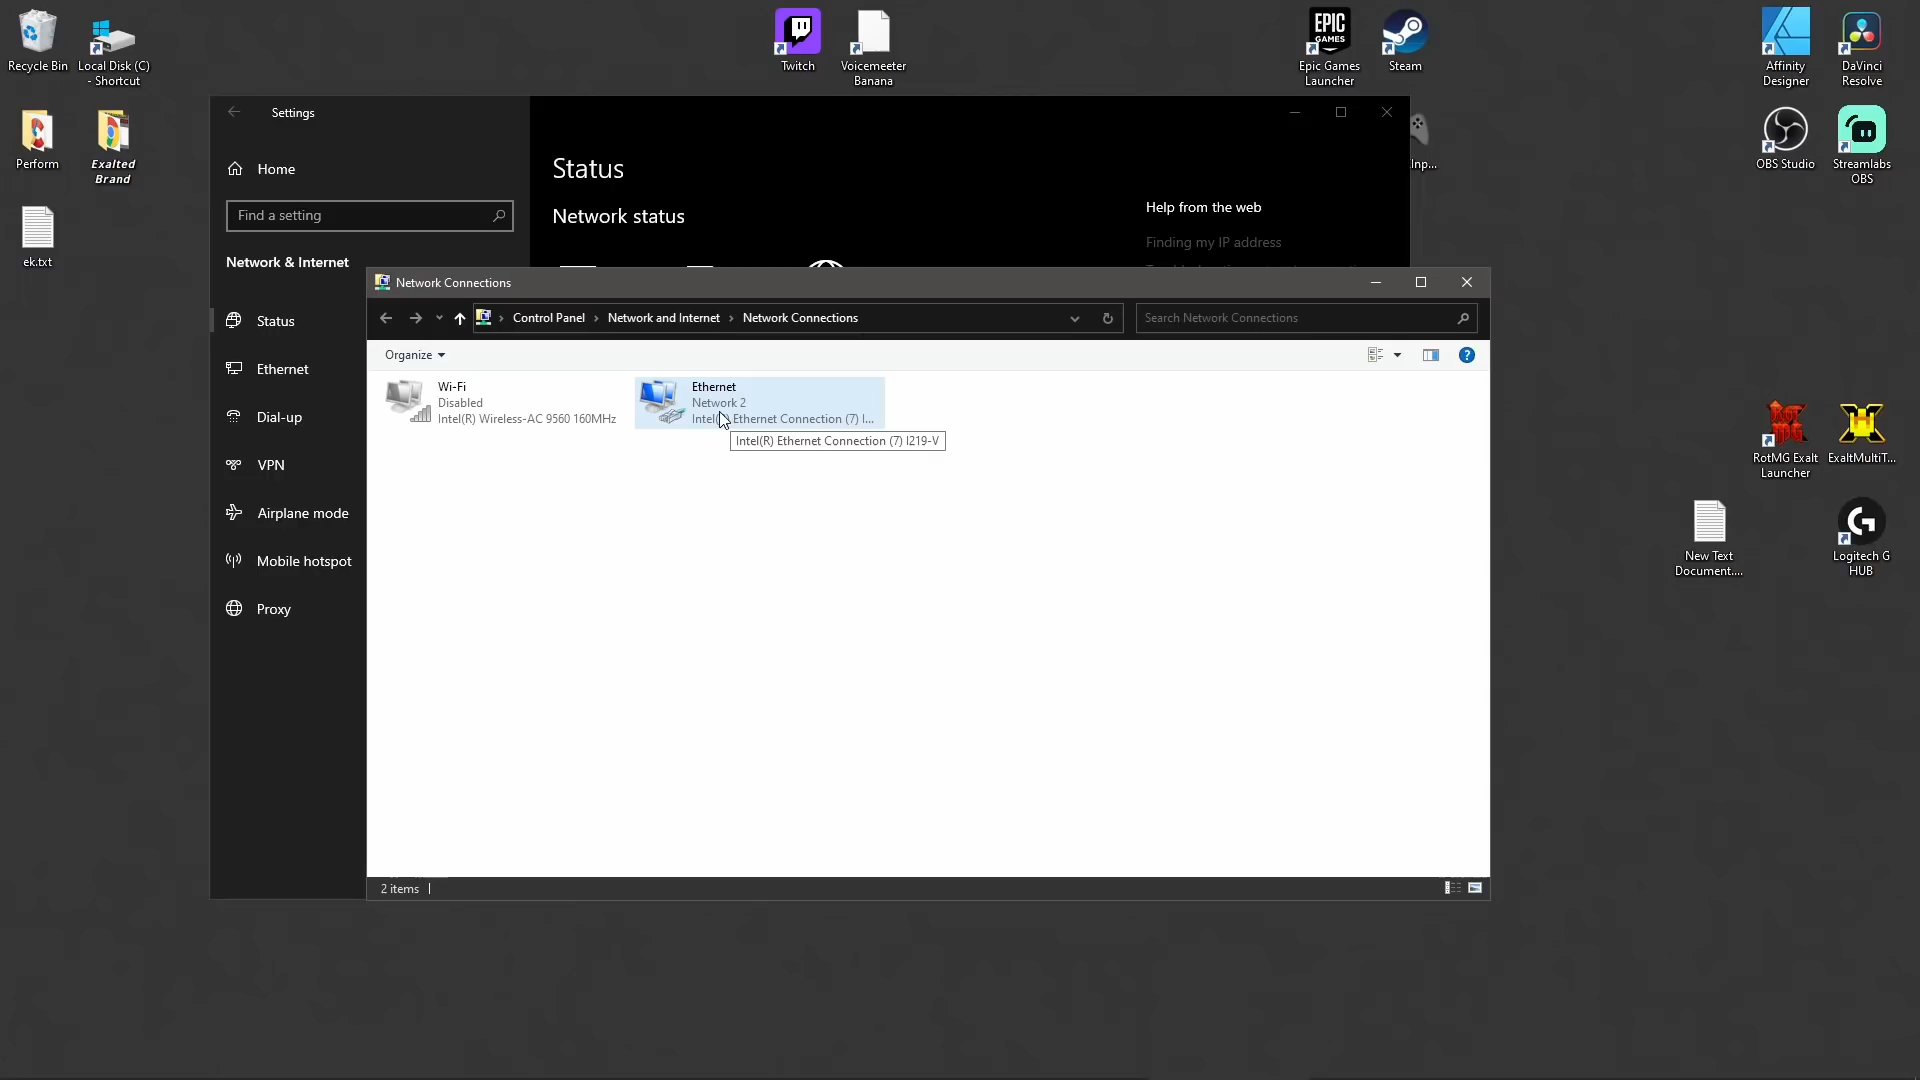 Recycle Bin
Local Disk (C)
- Shortcut
Twitch
Voicemeeter
Banana
EPIC
GAMES
Epic Games
Launcher
Steam
Affinity
Designer
DaVinci
Resolve
Perform
Exalted
Brand
OBS Studio
Streamlabs
OBS
ek.txt
Settings
Home
Find a setting
Network & Internet
Status
Ethernet
Dial-up
VPN
Airplane mode
Mobile hotspot
Proxy
Status
Network status
Help from the web
Finding my IP address
Network Connections
Control Panel
Network and Internet
Network Connections
Search Network Connections
Organize
Wi-Fi
Disabled
Intel(R) Wireless-AC 9560 160MHz
Ethernet
Network 2
Ethernet Connection (7) I...
Intel(R) Ethernet Connection (7) I219-V
2 items
RotMG Exalt
Launcher
ExaltMultiT...
New Text
Document....
Logitech G
HUB